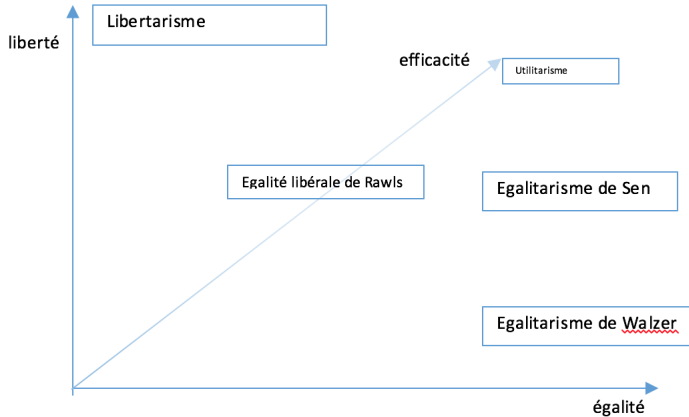 Libertarisme
liberté
efficacité
Utilitarisme
Egalité libérale de Rawls
Egalitarisme de Sen
Egalitarisme de Walzer
égalité